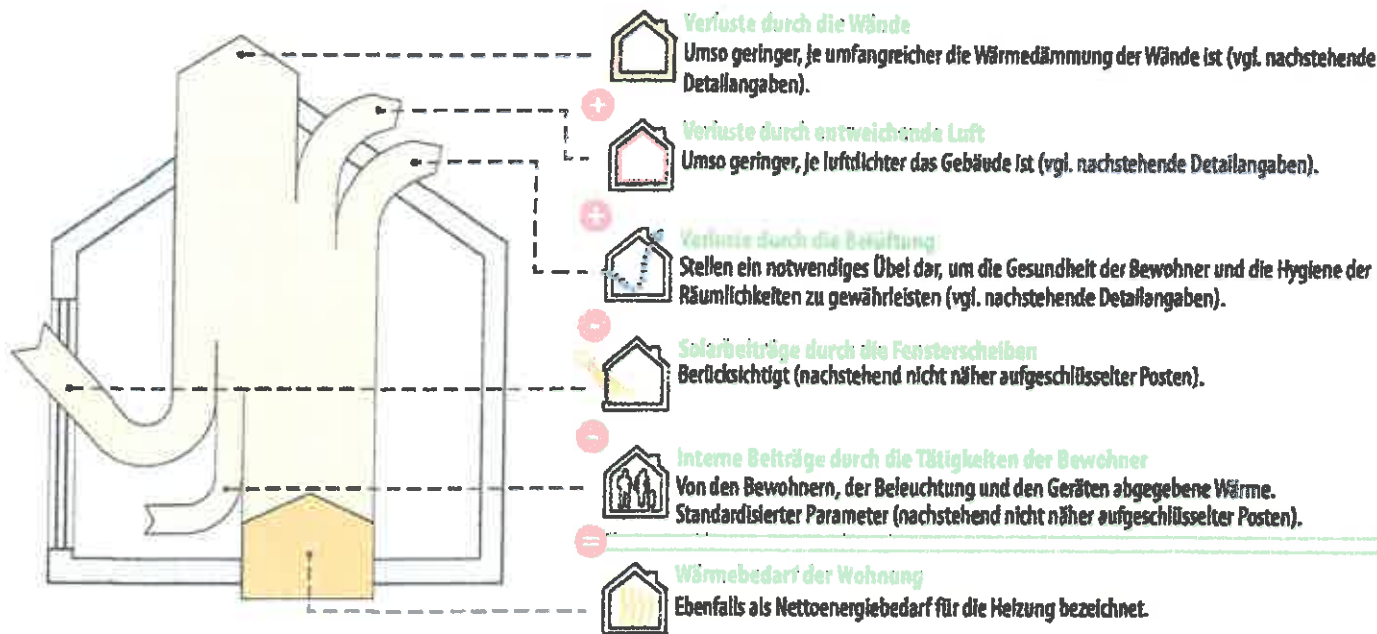 Verluste durch die Wände
Umso geringer, je umfangreicher die Wärmedämmung der Wände ist (vgl. nachstehende
Detailangaben).
+
Verluste durch entweichende Luft
Umso geringer, je luftdichter das Gebäude ist (vgl. nachstehende Detailangaben).
+
Verluste durch die Belüftung
Stellen ein notwendiges Übel dar, um die Gesundheit der Bewohner und die Hygiene der
Räumlichkeiten zu gewährleisten (vgl. nachstehende Detailangaben).
-
Solarbeiträge durch die Fensterscheiben
Berücksichtigt (nachstehend nicht näher aufgeschlüsselter Posten).
-
Interne Beiträge durch die Tätigkeiten der Bewohner
Von den Bewohnern, der Beleuchtung und den Geräten abgegebene Wärme.
Standardisierter Parameter (nachstehend nicht näher aufgeschlüsselter Posten).
=
Wärmebedarf der Wohnung
Ebenfalls als Nettoenergiebedarf für die Heizung bezeichnet.